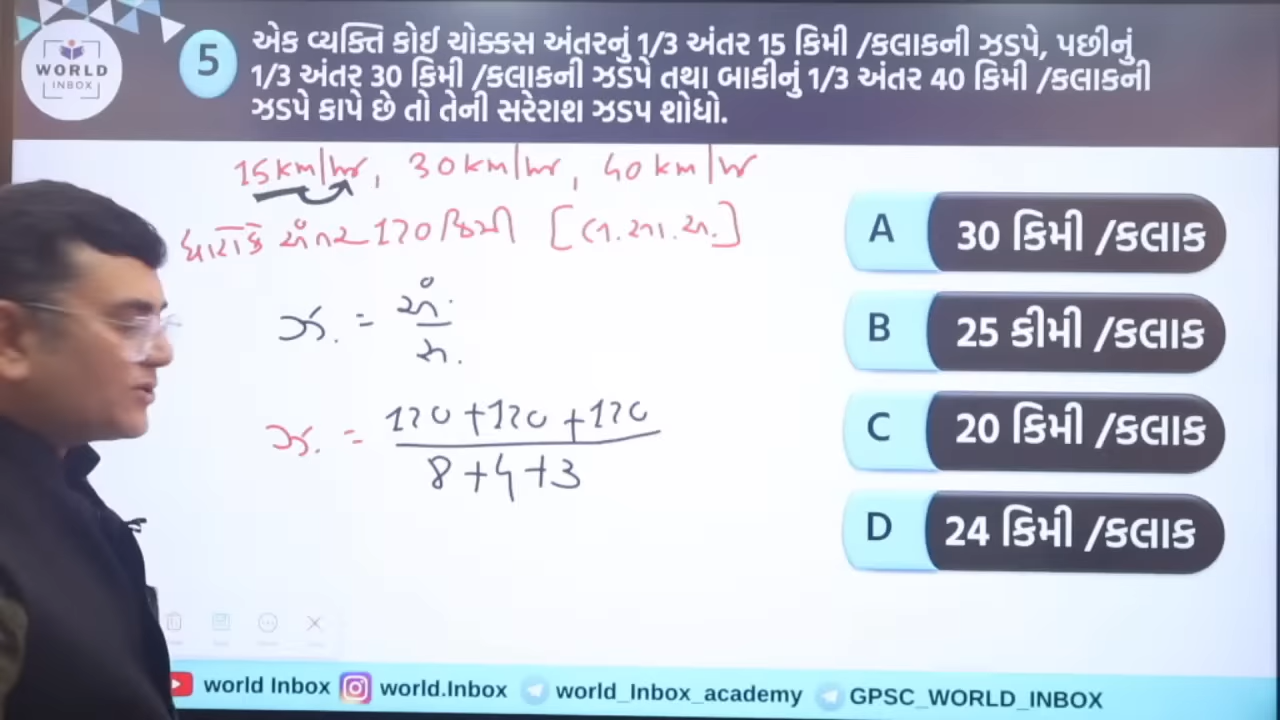 WORLD
INBOX
5
એક વ્યક્તિ કોઈ ચોક્કસ અંતરનું 1/3 અંતર 15 કિમી /કલાકની ઝડપે, પછીનું
1/3 અંતર 30 કિમી /કલાકની ઝડપે તથા બાકીનું 1/3 અંતર 40 કિમી /કલાકની
ઝડપે કાપે છે તો તેની સરેરાશ ઝડપ શોધો.
15km/hr, 30km/hr, 40km/hr
ધારોકે અંતર 120 કિમી [લ.સા.અ.]
ઝ. = અં.
સ.
ઝ. = 120 + 120 + 120
8 + 4 + 3
A 30 કિમી /કલાક
B 25 કીમી /કલાક
C 20 કિમી /કલાક
D 24 કિમી /કલાક
world Inbox world.Inbox world_Inbox_academy GPSC_WORLD_INBOX